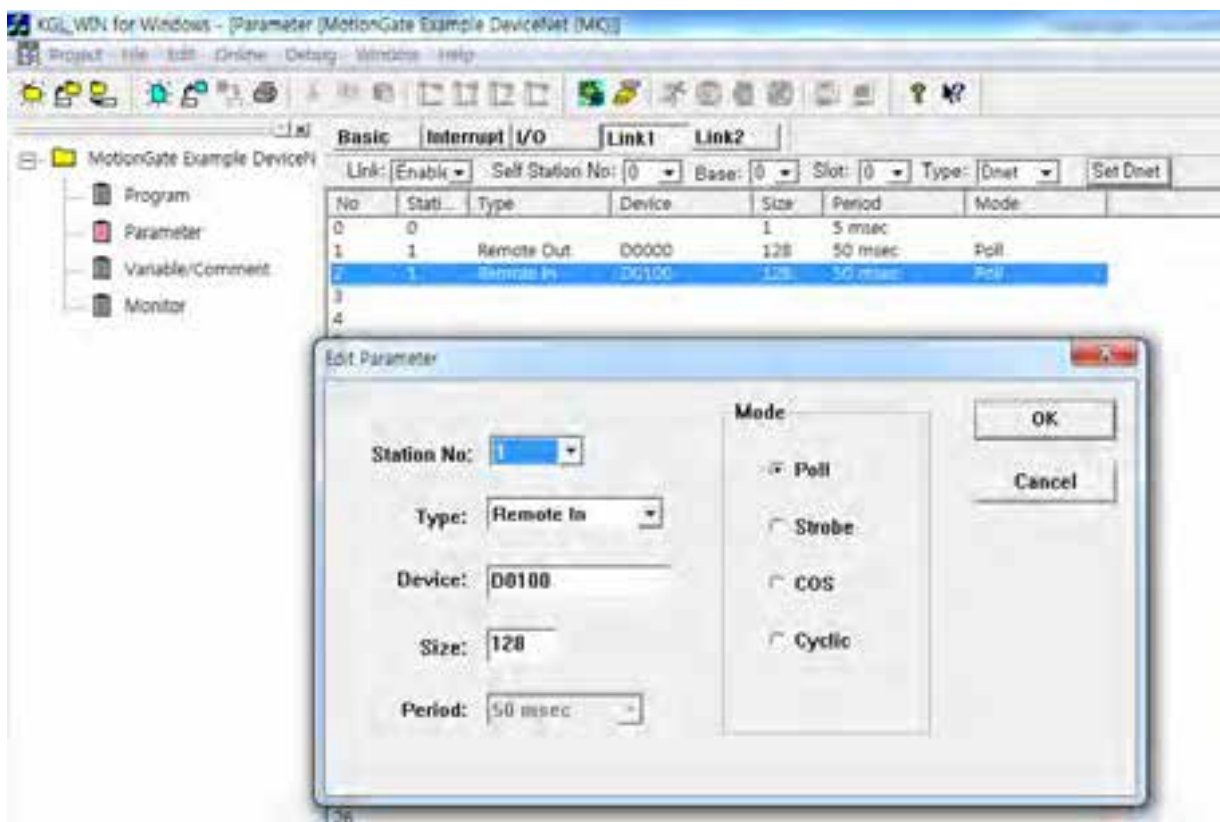 KGL_WIN for Windows - [Parameter [MotionGate Example DeviceNet (MK)]]
Project File Edit Online Debug Window Help
Basic Interrupt I/O Link1 Link2
Link: Enable Self Station No: 0 Base: 0 Slot: 0 Type: Dnet Set Dnet
MotionGate Example DeviceN
Program
Parameter
Variable/Comment
Monitor
No Stati... Type Device Size Period Mode
0 0 1 5 msec
1 1 Remote Out D0000 128 50 msec Poll
2 1 Remote In D0100 128 50 msec Poll
3
4
Edit Parameter
Station No: 1
Type: Remote In
Device: D0100
Size: 128
Period: 50 msec
Mode
Poll
Strobe
COS
Cyclic
OK
Cancel
26